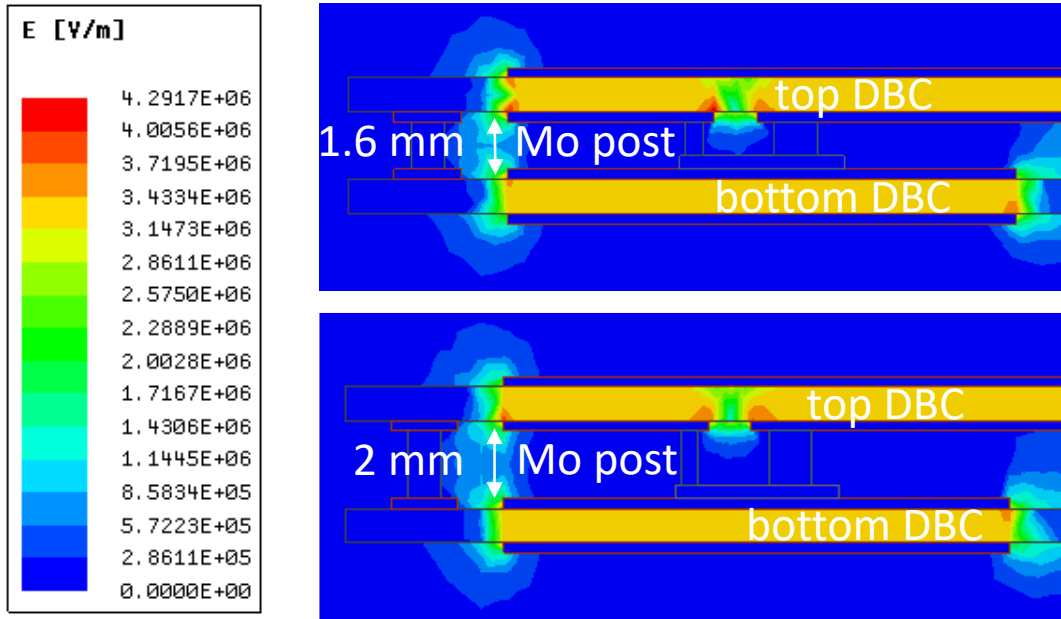 E [V/m]
4.2917E+06
4.0056E+06
3.7195E+06
3.4334E+06
3.1473E+06
2.8611E+06
2.5750E+06
2.2889E+06
2.0028E+06
1.7167E+06
1.4306E+06
1.1445E+06
8.5834E+05
5.7223E+05
2.8611E+05
0.0000E+00
top DBC
1.6 mm Mo post
bottom DBC
top DBC
2 mm Mo post
bottom DBC